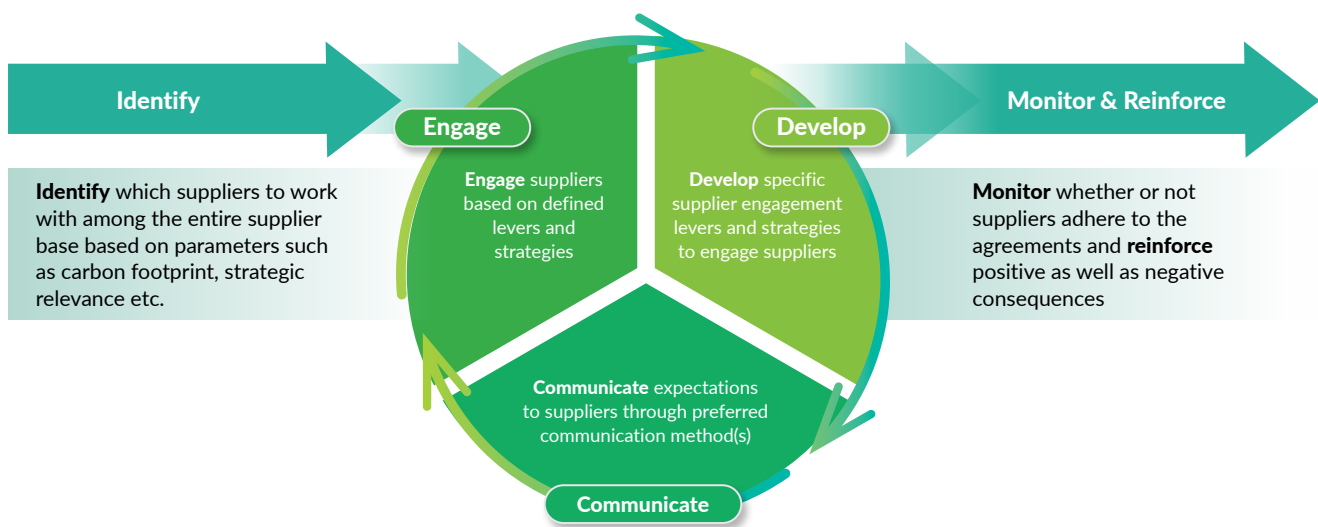 Identify
Identify which suppliers to work
with among the entire supplier
base based on parameters such
as carbon footprint, strategic
relevance etc.
Engage
Engage suppliers
based on defined
levers and
strategies
Develop
Develop specific
supplier engagement
levers and strategies
to engage suppliers
Communicate expectations
to suppliers through preferred
communication method(s)
Communicate
Monitor & Reinforce
Monitor whether or not
suppliers adhere to the
agreements and reinforce
positive as well as negative
consequences